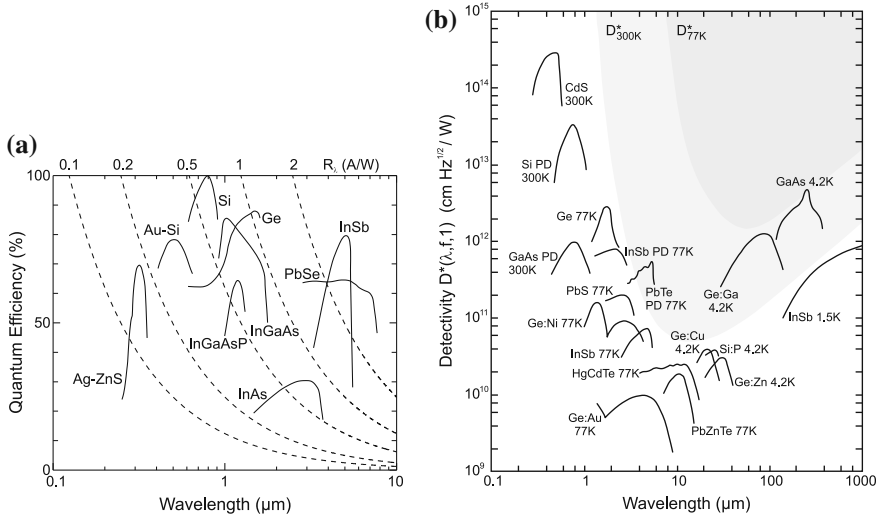 (a)
0.1 0.2 0.5 1 2 R_λ (A/W)
100
50
0
Quantum Efficiency (%)
Si
Au-Si
Ge
InSb
PbSe
InGaAsP
InGaAs
Ag-ZnS
InAs
0.1 1 10
Wavelength (µm)
(b)
D*300K D*77K
10^15
10^14
10^13
10^12
10^11
10^10
10^9
Detectivity D*(λ,f,1) (cm Hz^1/2 / W)
CdS
300K
Si PD
300K
GaAs 4.2K
Ge 77K
GaAs PD
300K
InSb PD 77K
PbS 77K
PbTe
PD 77K
Ge:Ga
4.2K
InSb 1.5K
Ge:Ni 77K
Ge:Cu
4.2K
Si:P 4.2K
InSb 77K
HgCdTe 77K
Ge:Zn 4.2K
Ge:Au
77K
PbZnTe 77K
0.1 1 10 100 1000
Wavelength (µm)